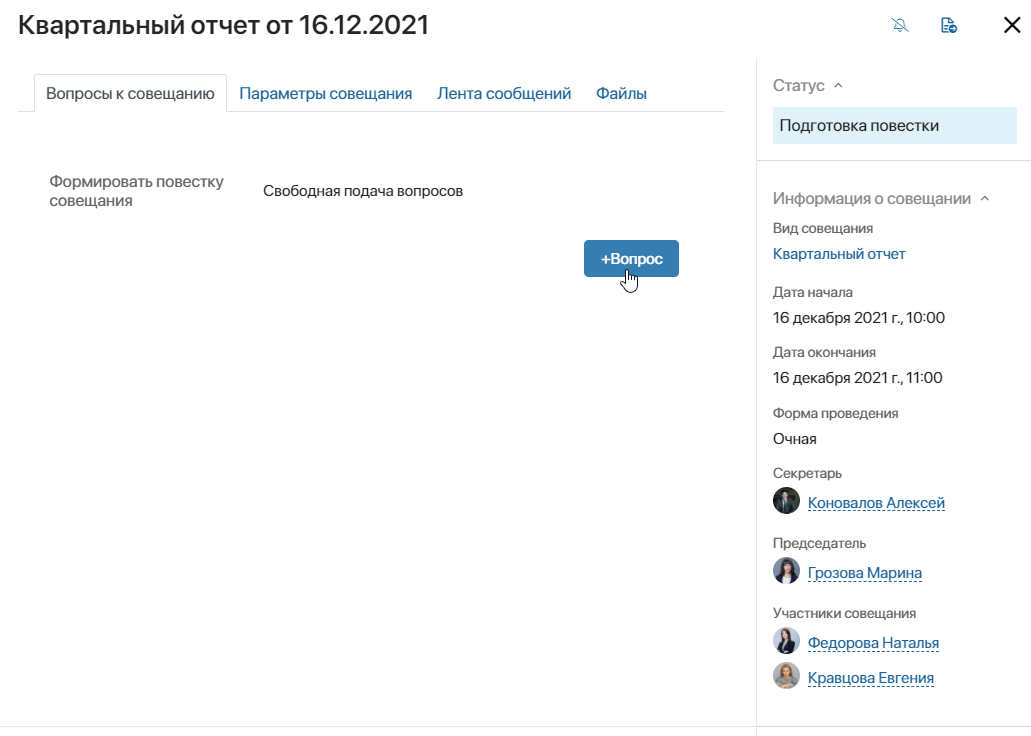 Квартальный отчет от 16.12.2021
Вопросы к совещанию
Параметры совещания
Лента сообщений
Файлы
Формировать повестку
совещания
Свободная подача вопросов
+Вопрос
Статус
Подготовка повестки
Информация о совещании
Вид совещания
Квартальный отчет
Дата начала
16 декабря 2021 г., 10:00
Дата окончания
16 декабря 2021 г., 11:00
Форма проведения
Очная
Секретарь
Коновалов Алексей
Председатель
Грозова Марина
Участники совещания
Федорова Наталья
Кравцова Евгения